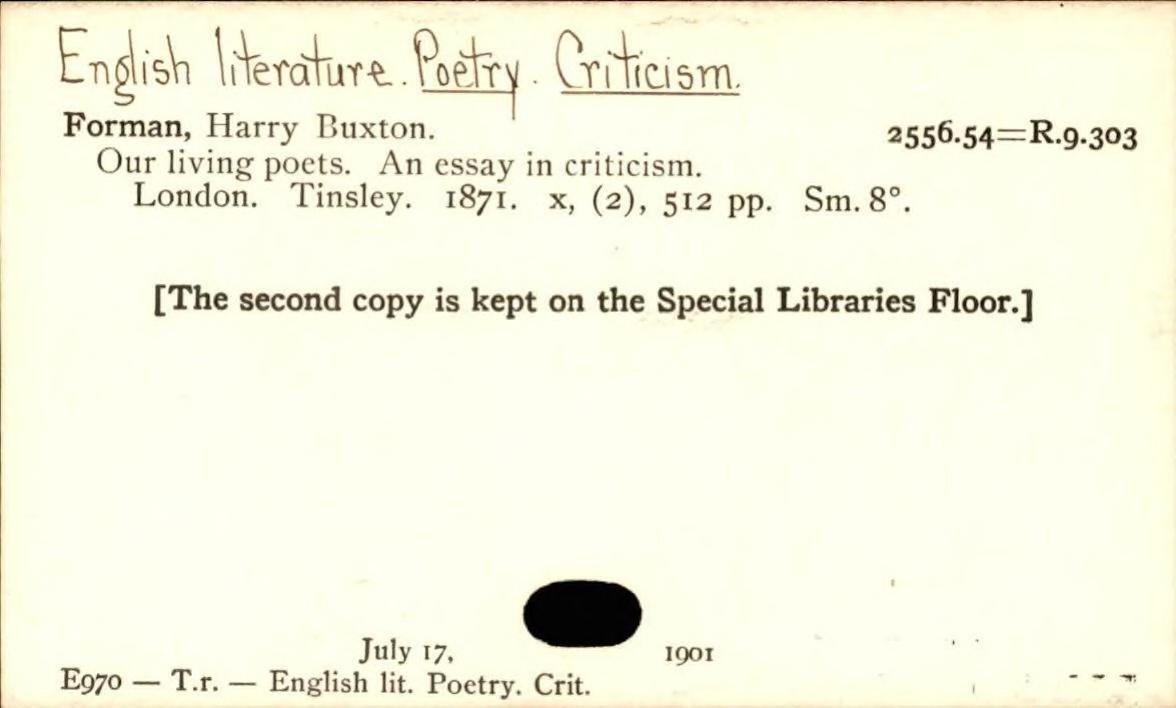 English literature. Poetry. Criticism.
Forman, Harry Buxton. 2556.54=R.9.303
Our living poets. An essay in criticism.
London. Tinsley. 1871. x, (2), 512 pp. Sm. 8°.
[The second copy is kept on the Special Libraries Floor.]
July 17, 1901
E970 — T.r. — English lit. Poetry. Crit.